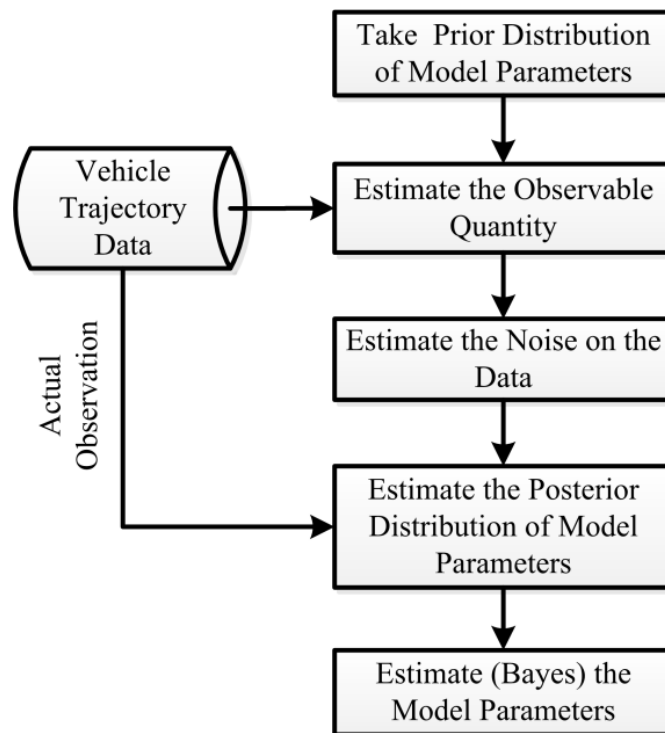 Take Prior Distribution
of Model Parameters
Vehicle
Trajectory
Data
Estimate the Observable
Quantity
Estimate the Noise on the
Data
Actual
Observation
Estimate the Posterior
Distribution of Model
Parameters
Estimate (Bayes) the
Model Parameters